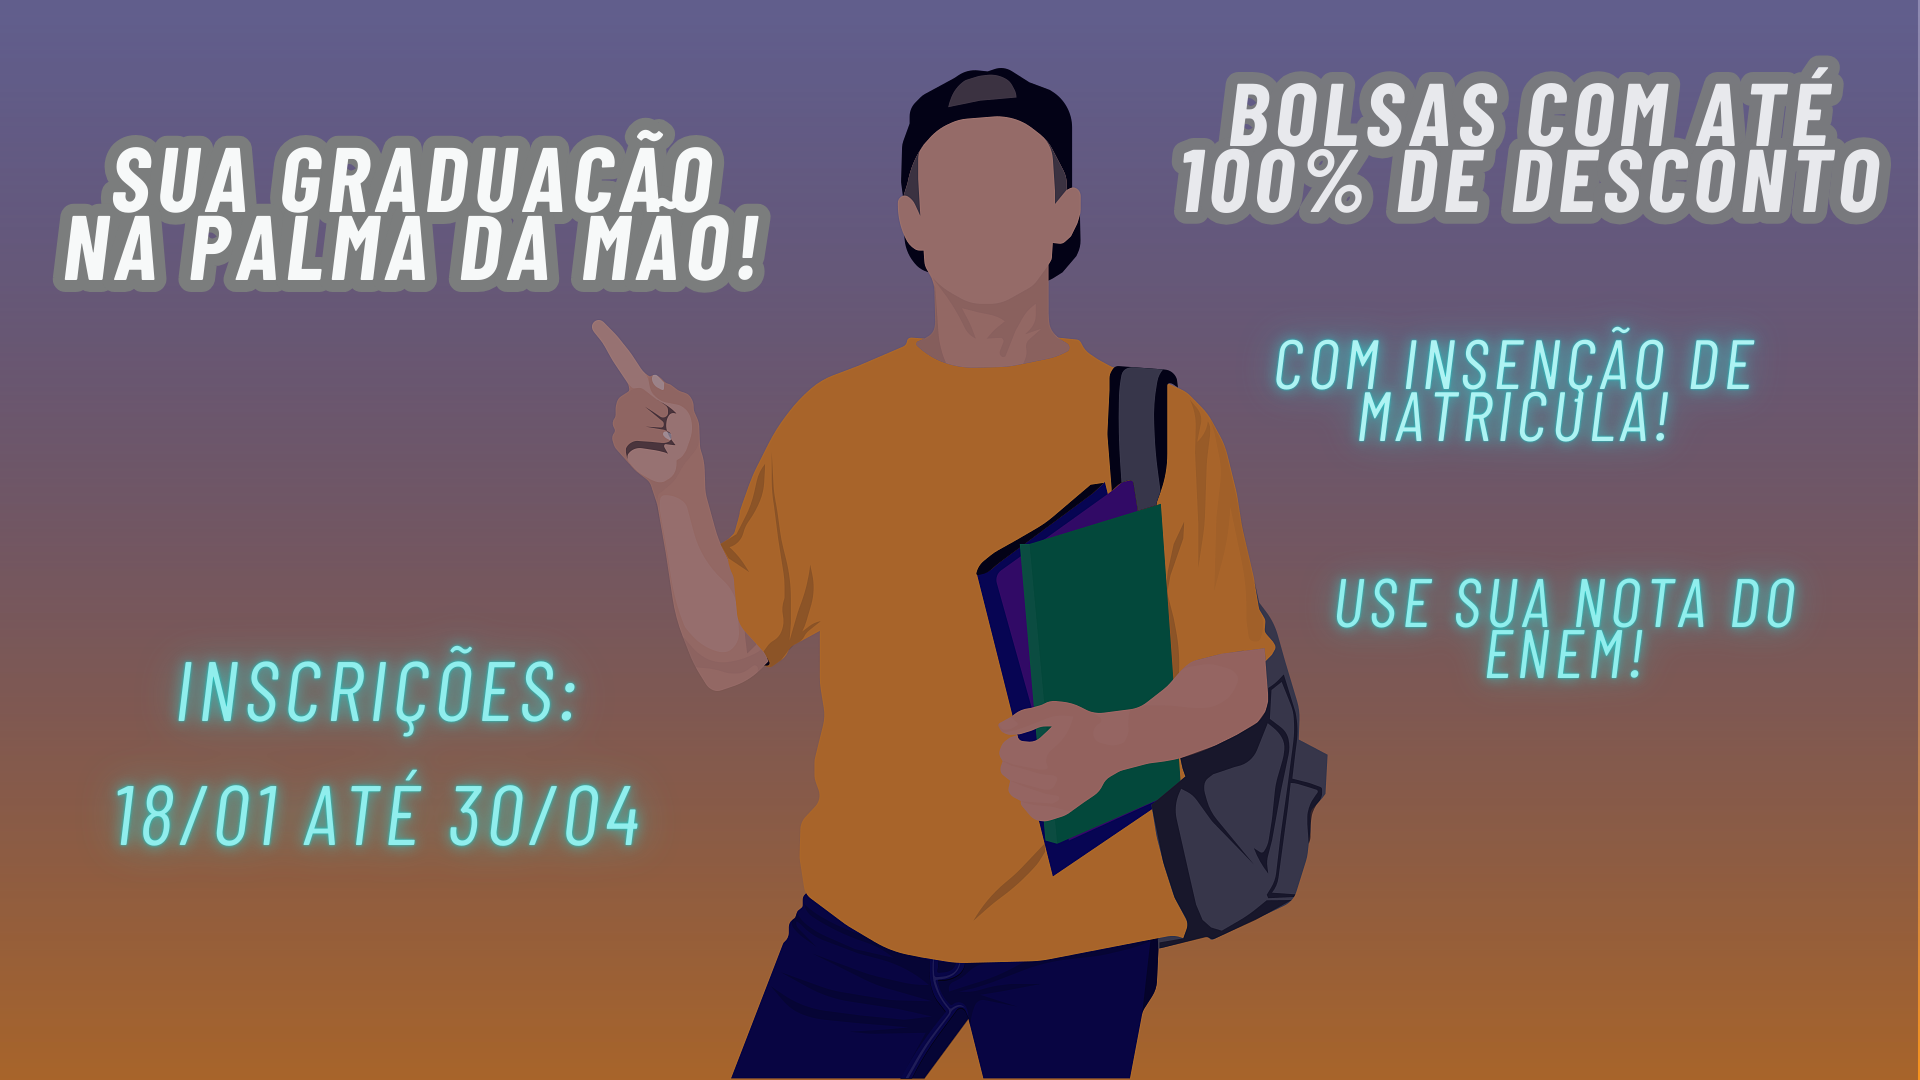 SUA GRADUAÇÃO
NA PALMA DA MÃO!
BOLSAS COM ATÉ
100% DE DESCONTO
COM INSENÇÃO DE
MATRICULA!
USE SUA NOTA DO
ENEM!
INSCRIÇÕES:
18/01 ATÉ 30/04